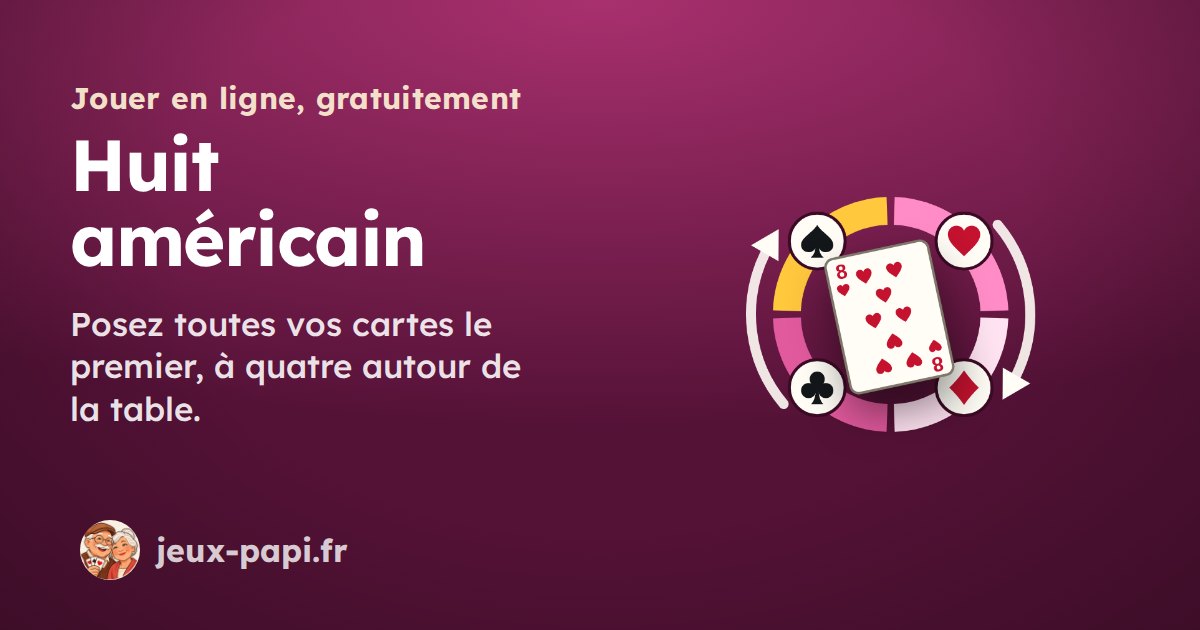 Jouer en ligne, gratuitement
Huit
américain
Posez toutes vos cartes le
premier, à quatre autour de
la table.
8
8
jeux-papi.fr